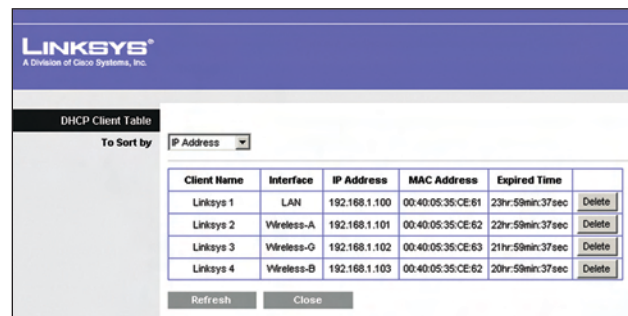 LINKSYS®
A Division of Cisco Systems, Inc.
DHCP Client Table
To Sort by IP Address
Client Name Interface IP Address MAC Address Expired Time
Linksys 1 LAN 192.168.1.100 00:40:05:35:CE:61 23hr:59min:37sec Delete
Linksys 2 Wireless-A 192.168.1.101 00:40:05:35:CE:62 22hr:59min:37sec Delete
Linksys 3 Wireless-G 192.168.1.102 00:40:05:35:CE:63 21hr:59min:37sec Delete
Linksys 4 Wireless-B 192.168.1.103 00:40:05:35:CE:62 20hr:59min:37sec Delete
Refresh Close